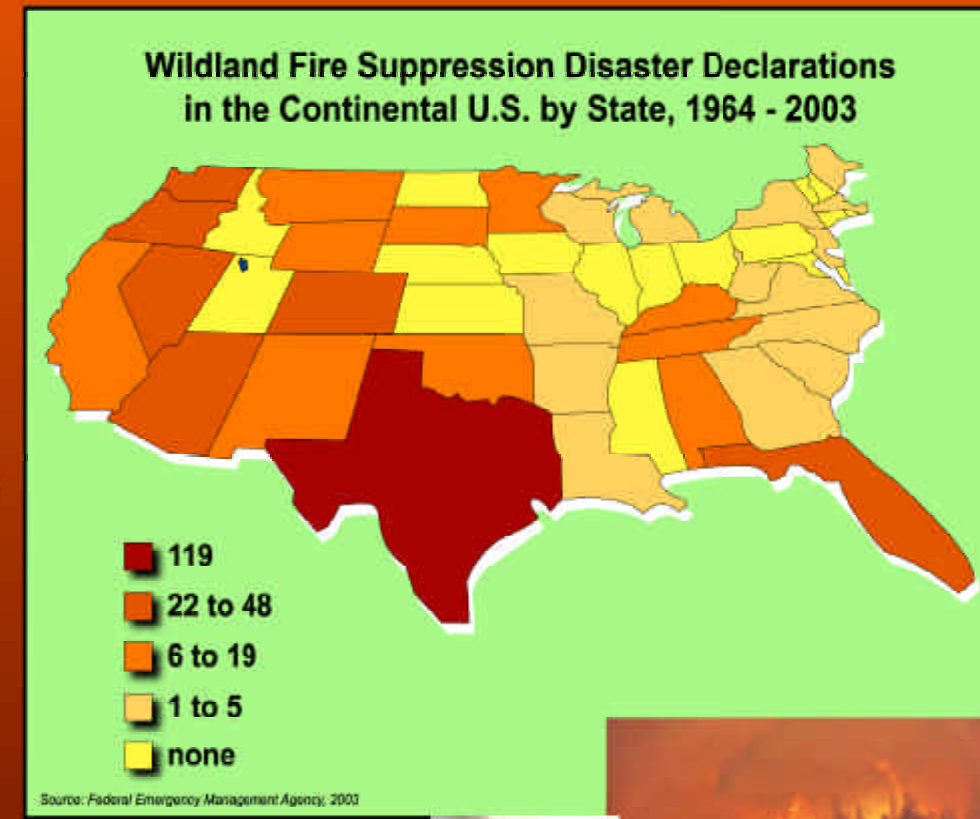 Wildland Fire Suppression Disaster Declarations
in the Continental U.S. by State, 1964 - 2003
119
22 to 48
6 to 19
1 to 5
none
Source: Federal Emergency Management Agency, 2003